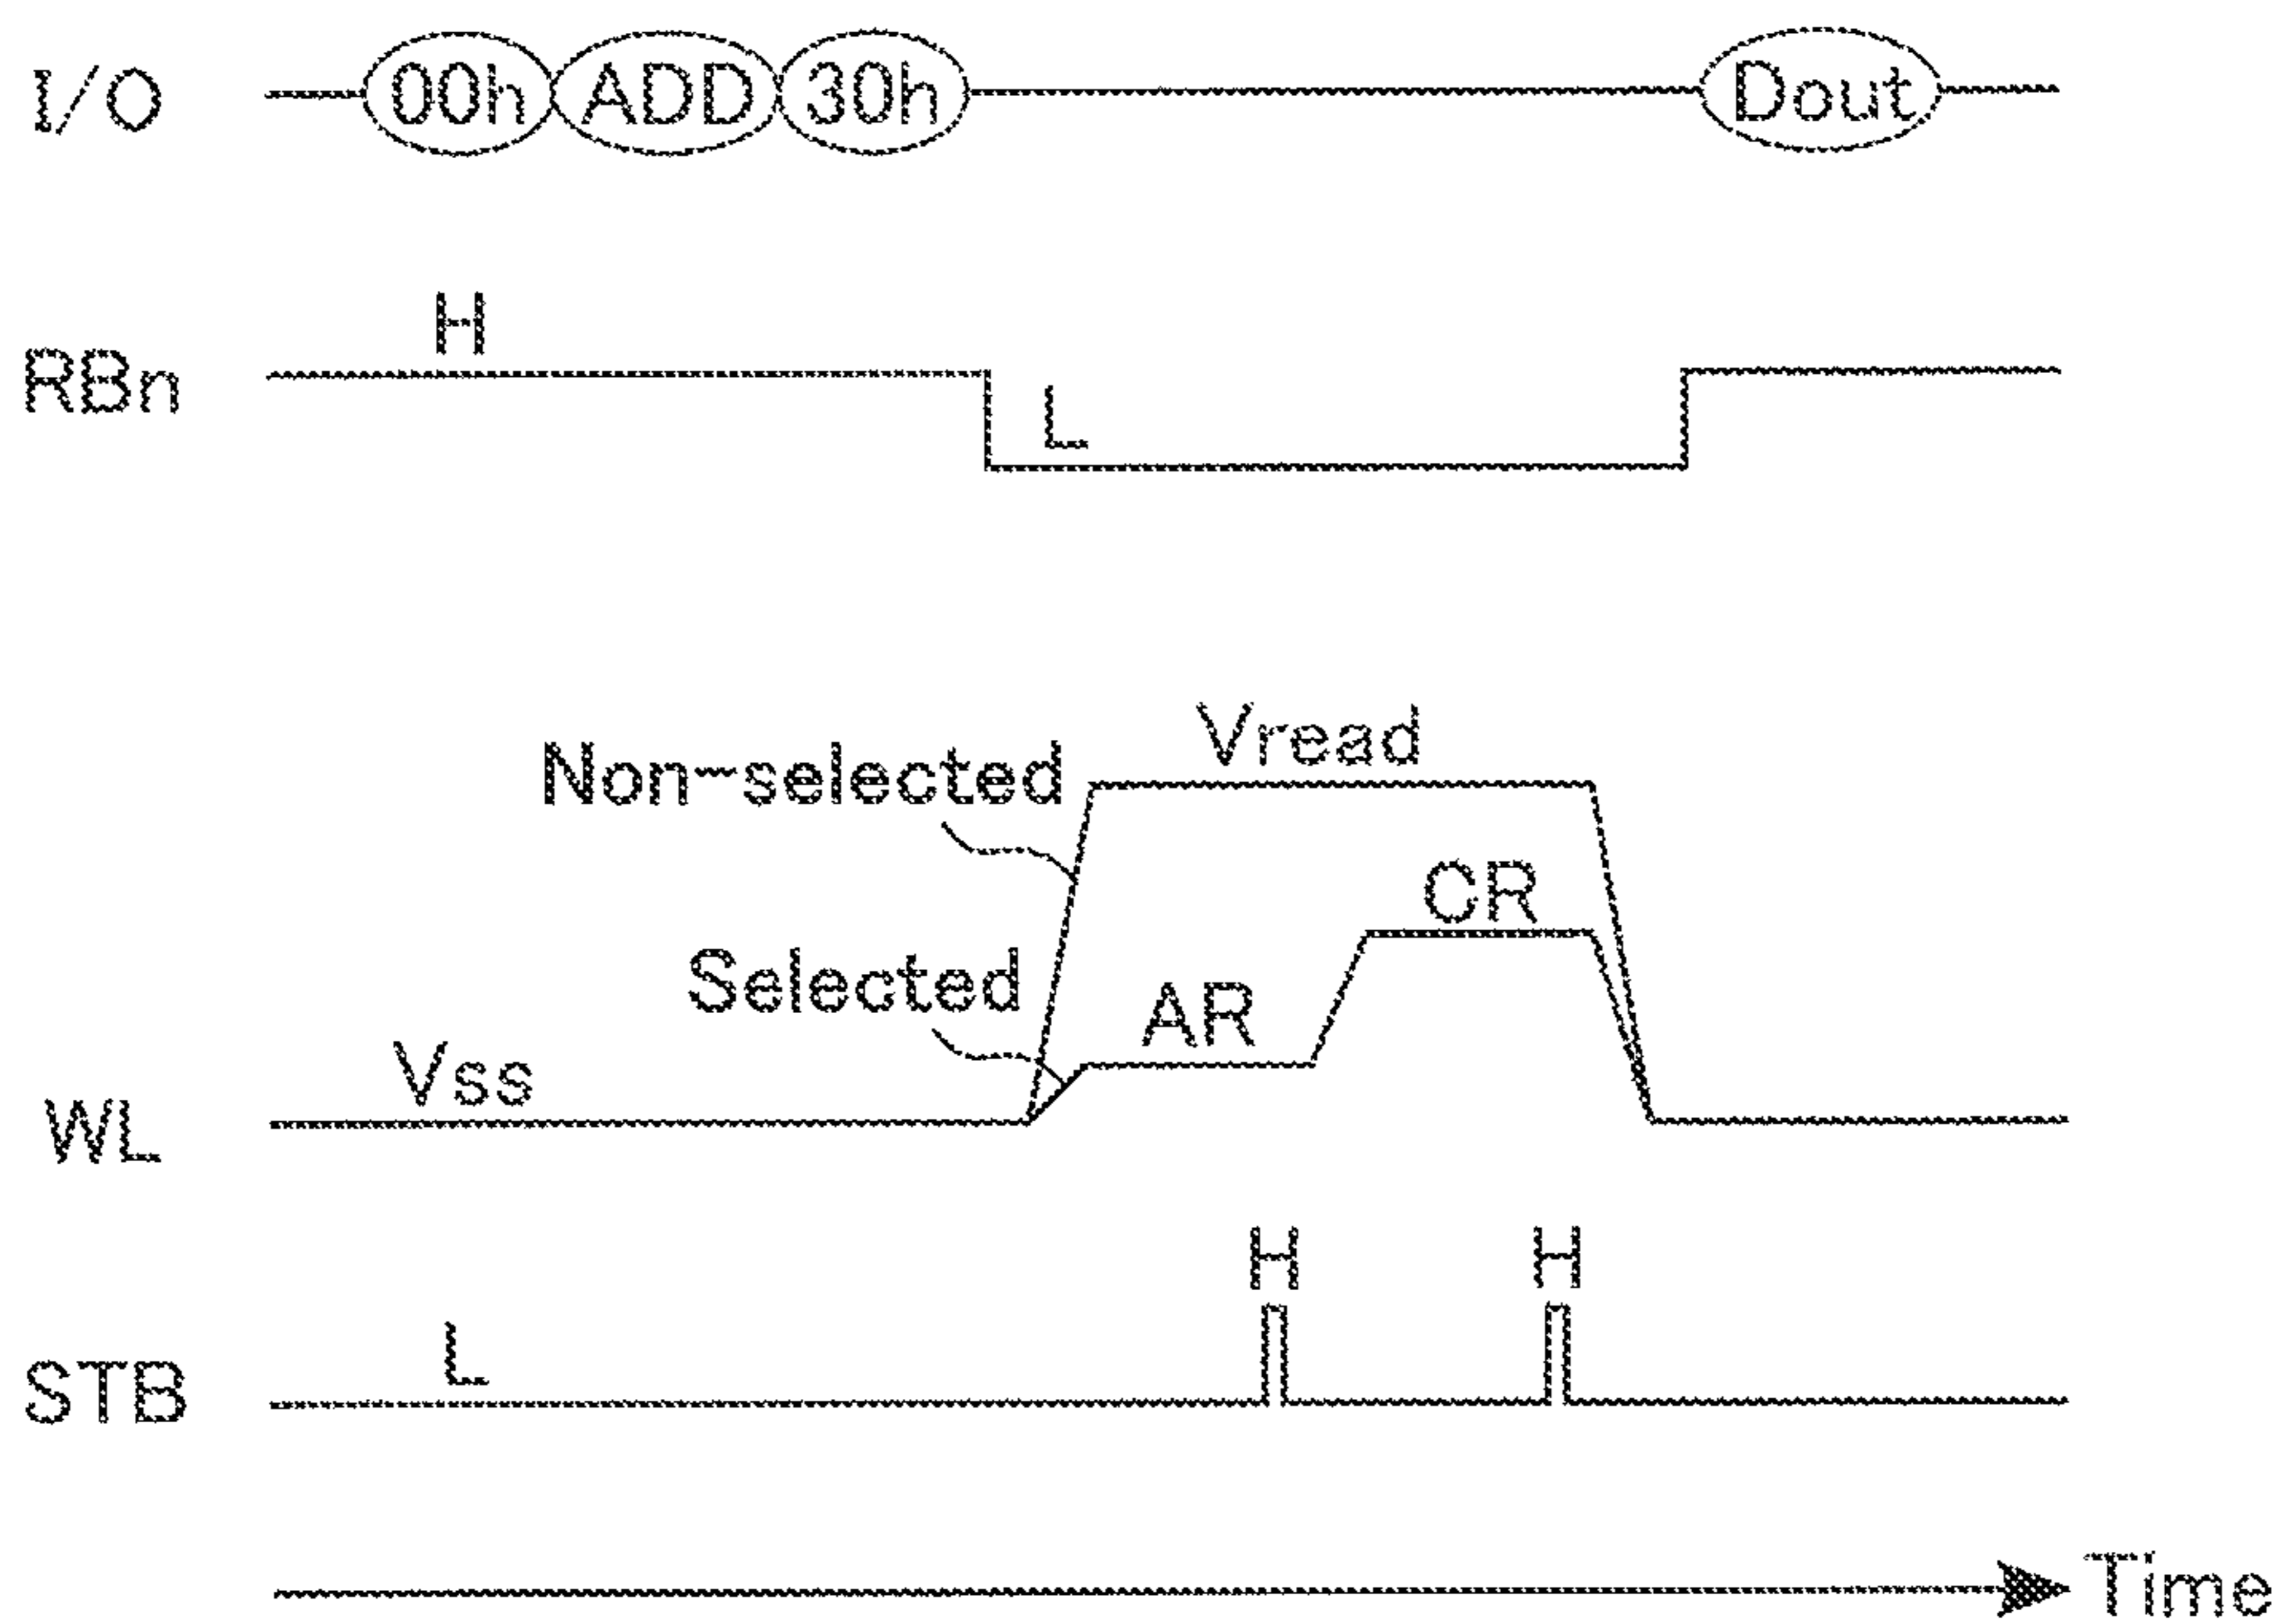 I/O 00h ADD 30h Dout
H
RBn
L
Vread
Non-selected
CR
Selected
AR
Vss
WL
H H
L
STB
Time